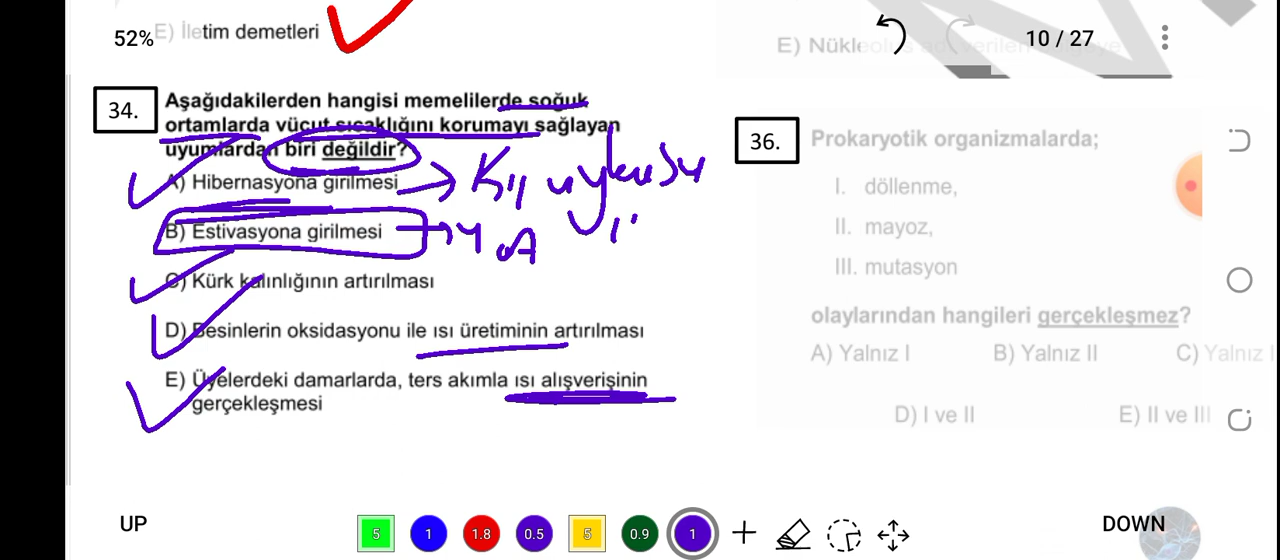 E) İletim demetleri
52%
34.
Aşağıdakilerden hangisi memelilerde soğuk
ortamlarda vücut sıcaklığını korumayı sağlayan
uyumlardan biri değildir?
A) Hibernasyona girilmesi
Kış uykusu
B) Estivasyona girilmesi
C) Kürk kalınlığının artırılması
D) Besinlerin oksidasyonu ile ısı üretiminin artırılması
E) Üyelerdeki damarlarda, ters akımla ısı alışverişinin
gerçekleşmesi
UP
5 1 1.8 0.5 5 0.9 1
10 / 27
E) Nükleolus adı verilen
36.
Prokaryotik organizmalarda;
I. döllenme,
II. mayoz,
III. mutasyon
olaylarından hangileri gerçekleşmez?
A) Yalnız I B) Yalnız II C) Yalnız I
D) I ve II E) II ve III
DOWN